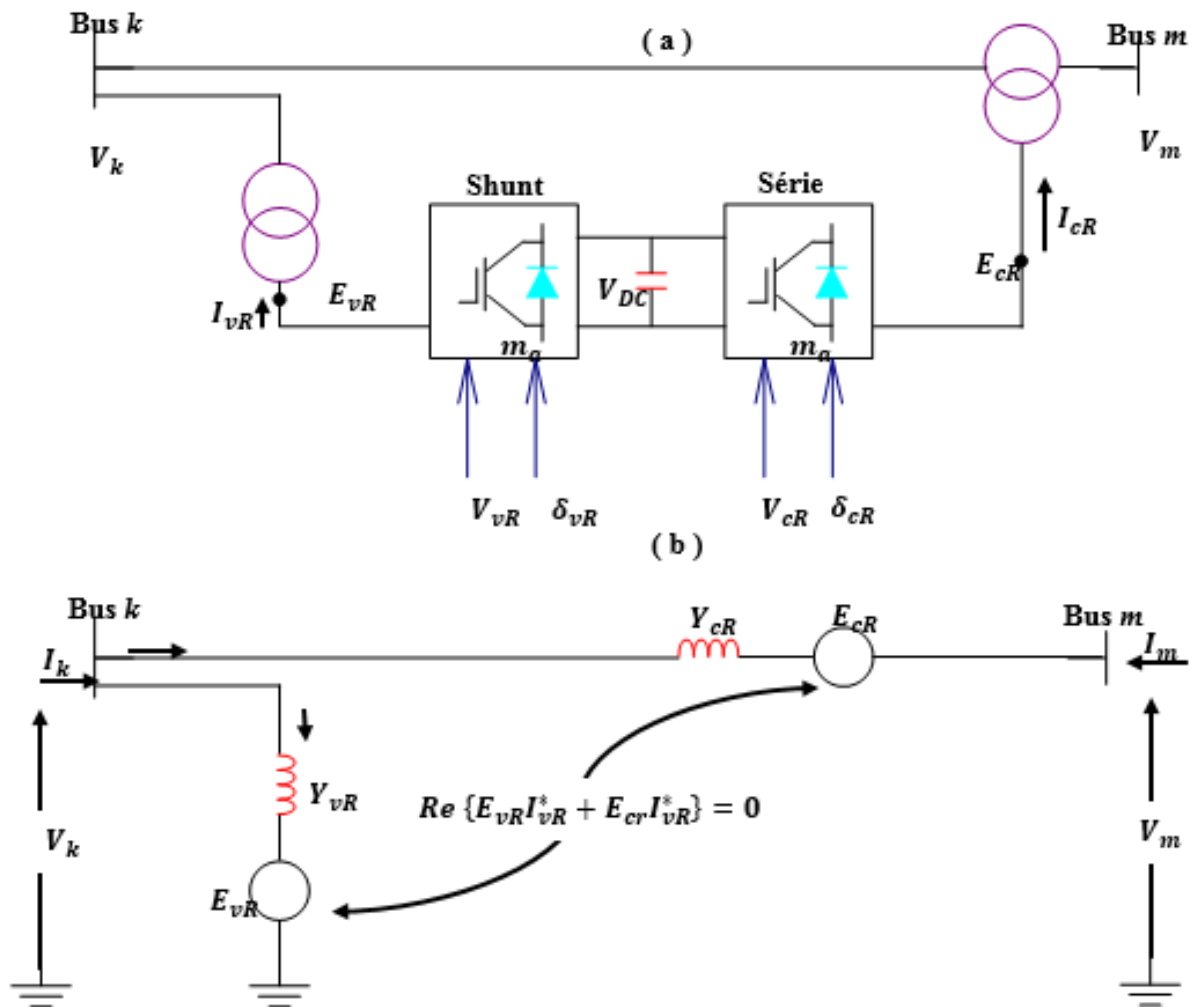 Bus k
( a )
Bus m
V_k
V_m
Shunt
Série
I_cR
E_cR
V_DC
E_vR
I_vR
m_a
m_a
V_vR
δ_vR
V_cR
δ_cR
( b )
Bus k
Y_cR
E_cR
Bus m
I_k
I_m
Y_vR
Re {E_vR I*_vR + E_cr I*_vR} = 0
V_k
V_m
E_vR